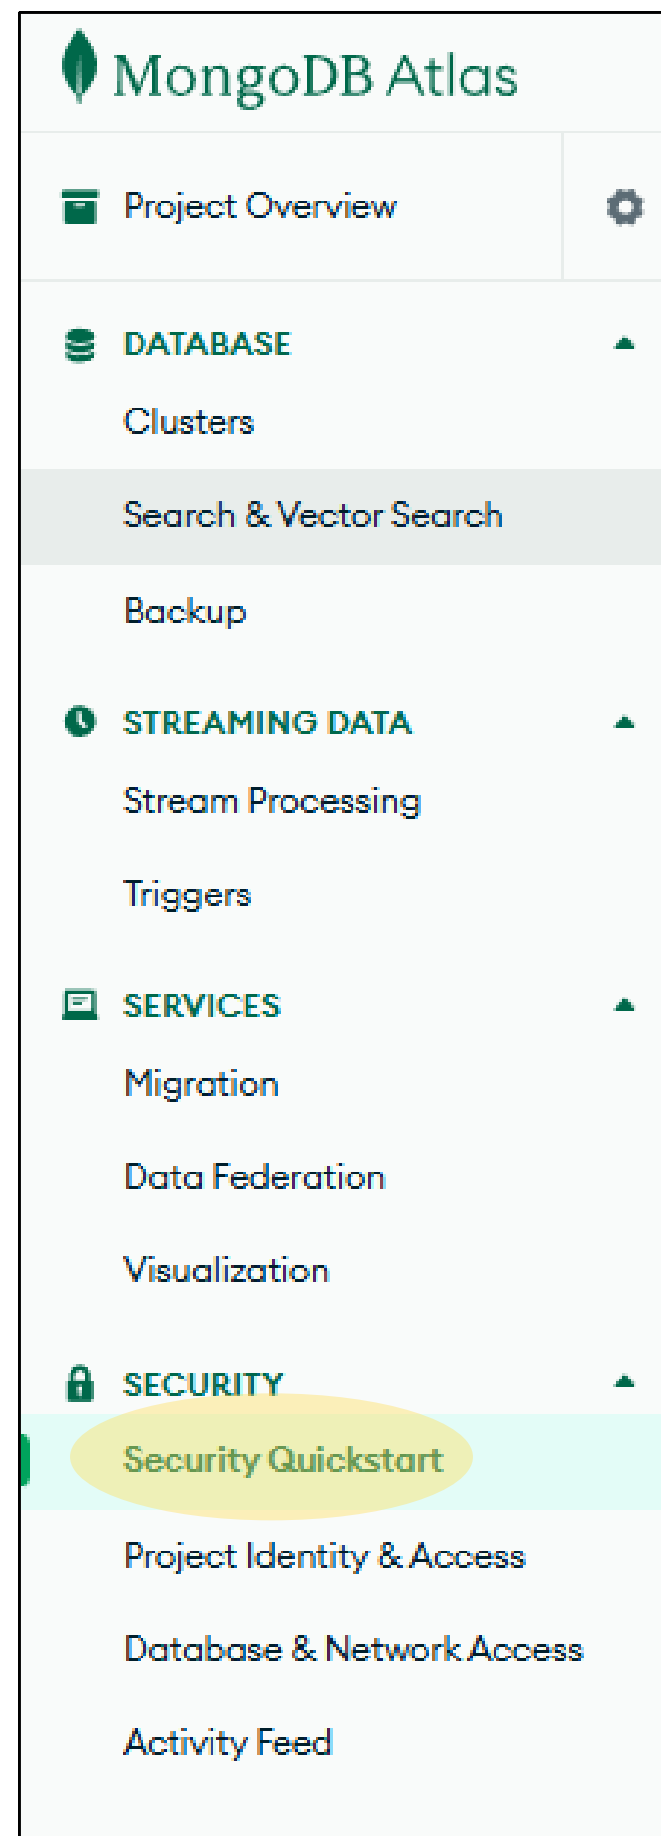 MongoDB Atlas
Project Overview
DATABASE
Clusters
Search & Vector Search
Backup
STREAMING DATA
Stream Processing
Triggers
SERVICES
Migration
Data Federation
Visualization
SECURITY
Security Quickstart
Project Identity & Access
Database & Network Access
Activity Feed